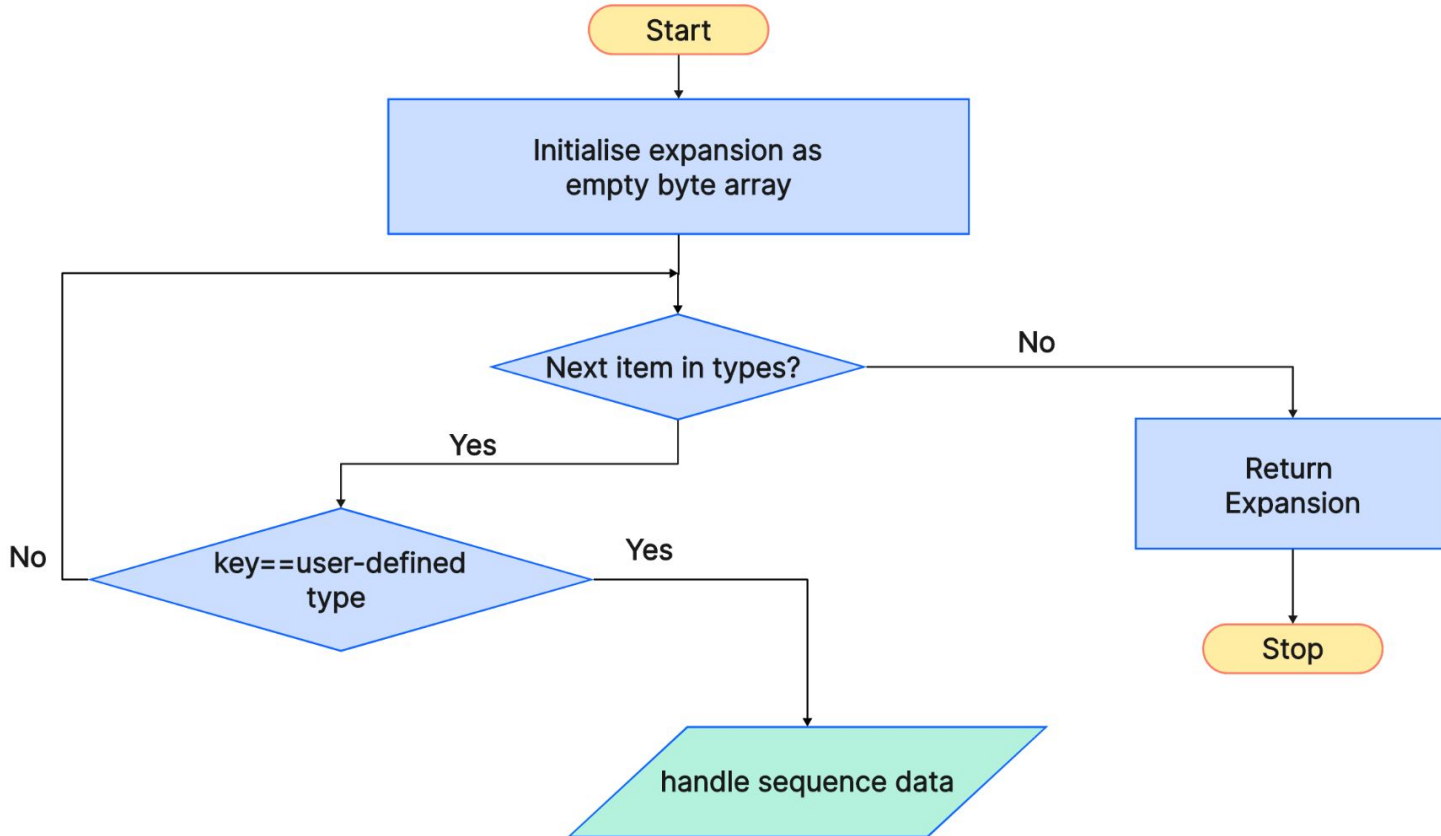 Start
Initialise expansion as
empty byte array
Next item in types?
No
Yes
Return
Expansion
key==user-defined
type
No
Yes
Stop
handle sequence data